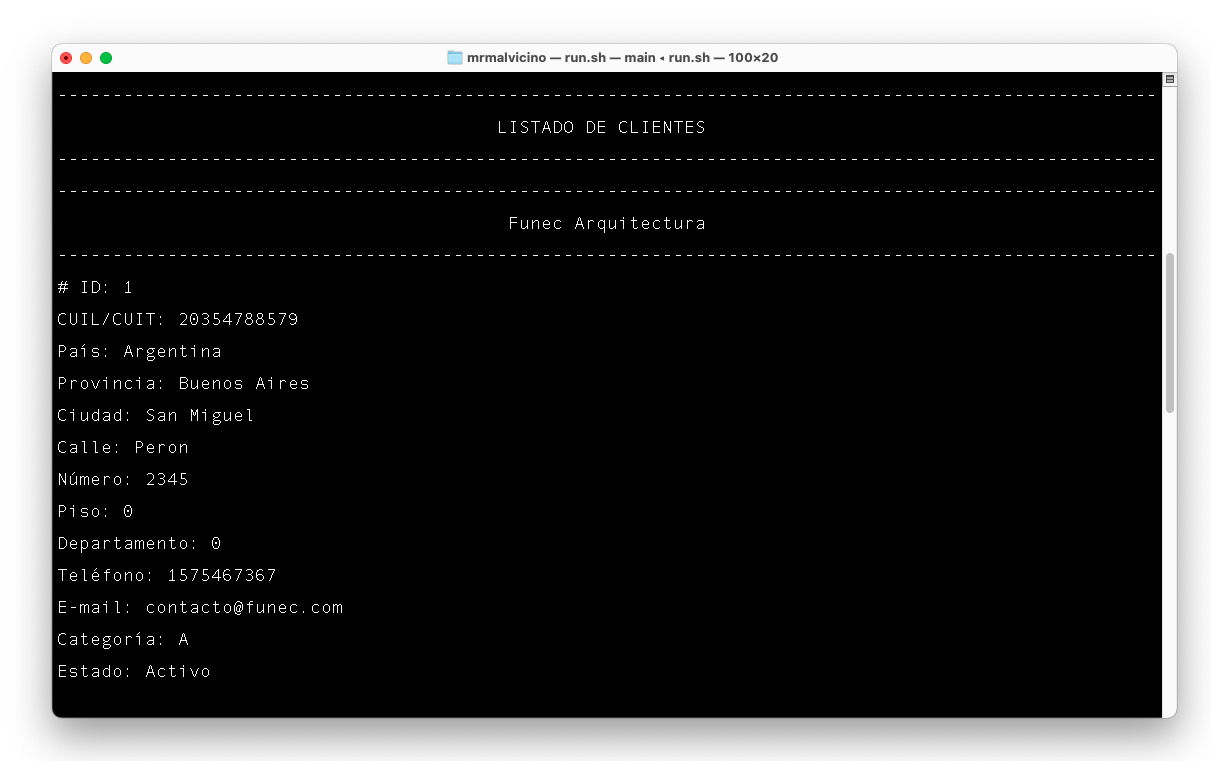 mrmalvicino — run.sh — main ◂ run.sh — 100×20
----------------------------------------------------------------------------------------------------
LISTADO DE CLIENTES
----------------------------------------------------------------------------------------------------
----------------------------------------------------------------------------------------------------
Funec Arquitectura
----------------------------------------------------------------------------------------------------
# ID: 1
CUIL/CUIT: 20354788579
País: Argentina
Provincia: Buenos Aires
Ciudad: San Miguel
Calle: Peron
Número: 2345
Piso: 0
Departamento: 0
Teléfono: 1575467367
E-mail: contacto@funec.com
Categoría: A
Estado: Activo